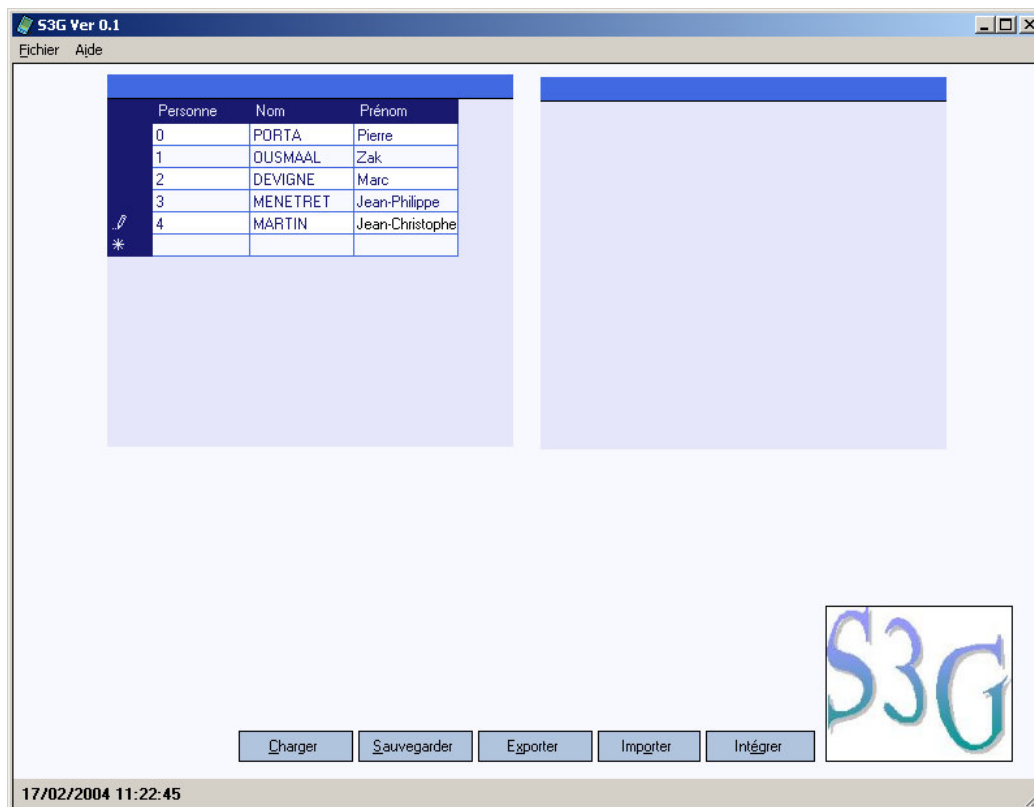 S3G Ver 0.1
Fichier Aide
Personne Nom Prénom
0 PORTA Pierre
1 OUSMAAL Zak
2 DEVIGNE Marc
3 MENETRET Jean-Philippe
4 MARTIN Jean-Christophe
S3G
Charger Sauvegarder Exporter Importer Intégrer
17/02/2004 11:22:45